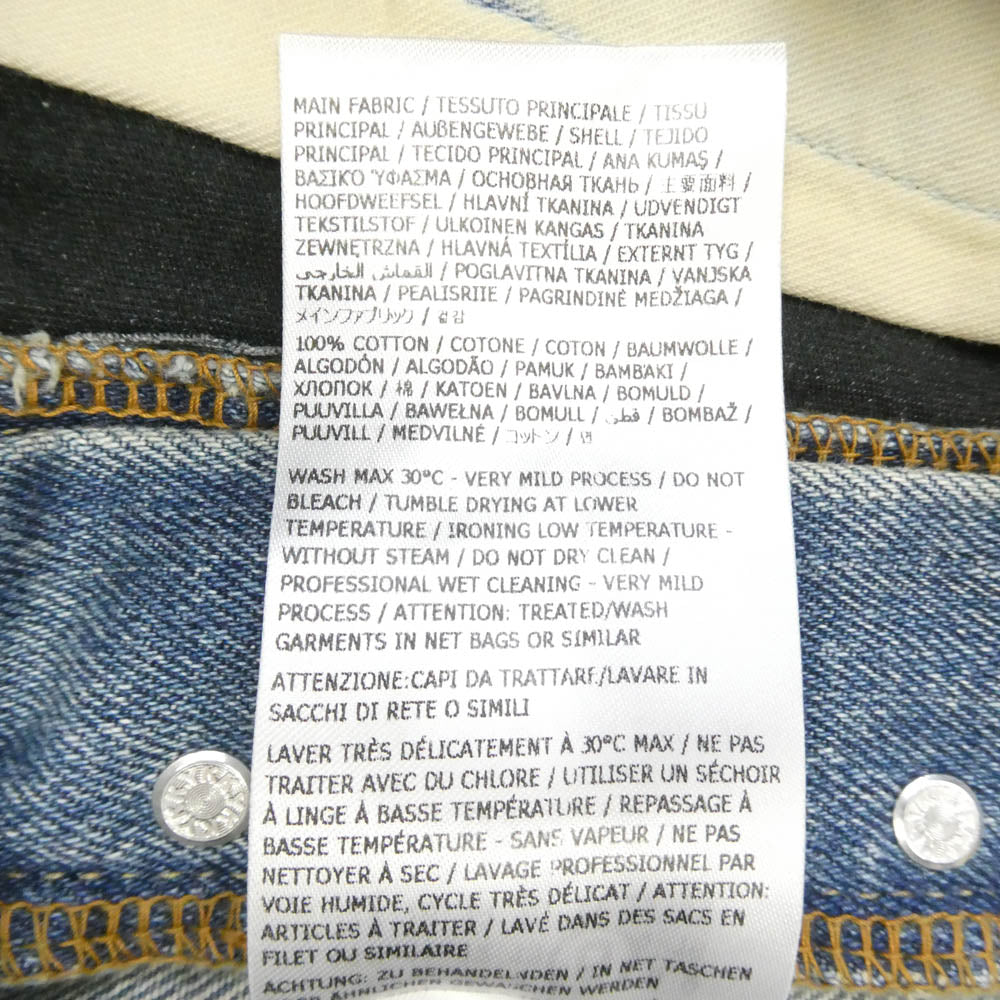 MAIN FABRIC / TESSUTO PRINCIPALE / TISSU
PRINCIPAL / AUßENGEWEBE / SHELL / TEJIDO
PRINCIPAL / TECIDO PRINCIPAL / ANA KUMAŞ /
ΒΑΣΙΚΟ ΎΦΑΣΜΑ / ОСНОВНАЯ ТКАНЬ / 主要面料 /
HOOFDWEEFSEL / HLAVNÍ TKANINA / UDVENDIGT
TEKSTILSTOF / ULKOINEN KANGAS / TKANINA
ZEWNĘTRZNA / HLAVNÁ TEXTÍLIA / EXTERNT TYG /
القماش الخارجي / POGLAVITNA TKANINA / VANJSKA
TKANINA / PEALISRIIE / PAGRINDINĖ MEDŽIAGA /
メインファブリック / 겉감
100% COTTON / COTONE / COTON / BAUMWOLLE /
ALGODÓN / ALGODÃO / PAMUK / ΒΑΜΒΑΚΙ /
ХЛОПОК / 棉 / KATOEN / BAVLNA / BOMULD /
PUUVILLA / BAWEŁNA / BOMULL / قطن / BOMBAŽ /
PUUVILL / MEDVILNĖ / コットン / 면
WASH MAX 30°C - VERY MILD PROCESS / DO NOT
BLEACH / TUMBLE DRYING AT LOWER
TEMPERATURE / IRONING LOW TEMPERATURE -
WITHOUT STEAM / DO NOT DRY CLEAN /
PROFESSIONAL WET CLEANING - VERY MILD
PROCESS / ATTENTION: TREATED/WASH
GARMENTS IN NET BAGS OR SIMILAR
ATTENZIONE:CAPI DA TRATTARE/LAVARE IN
SACCHI DI RETE O SIMILI
LAVER TRÈS DÉLICATEMENT À 30°C MAX / NE PAS
TRAITER AVEC DU CHLORE / UTILISER UN SÉCHOIR
À LINGE À BASSE TEMPÉRATURE / REPASSAGE À
BASSE TEMPÉRATURE - SANS VAPEUR / NE PAS
NETTOYER À SEC / LAVAGE PROFESSIONNEL PAR
VOIE HUMIDE, CYCLE TRÈS DÉLICAT / ATTENTION:
ARTICLES À TRAITER / LAVÉ DANS DES SACS EN
FILET OU SIMILAIRE
ACHTUNG: ZU BEHANDELNDEN / IN NET TASCHEN
ÄHNLICHEN GEWASCHEN WERDEN